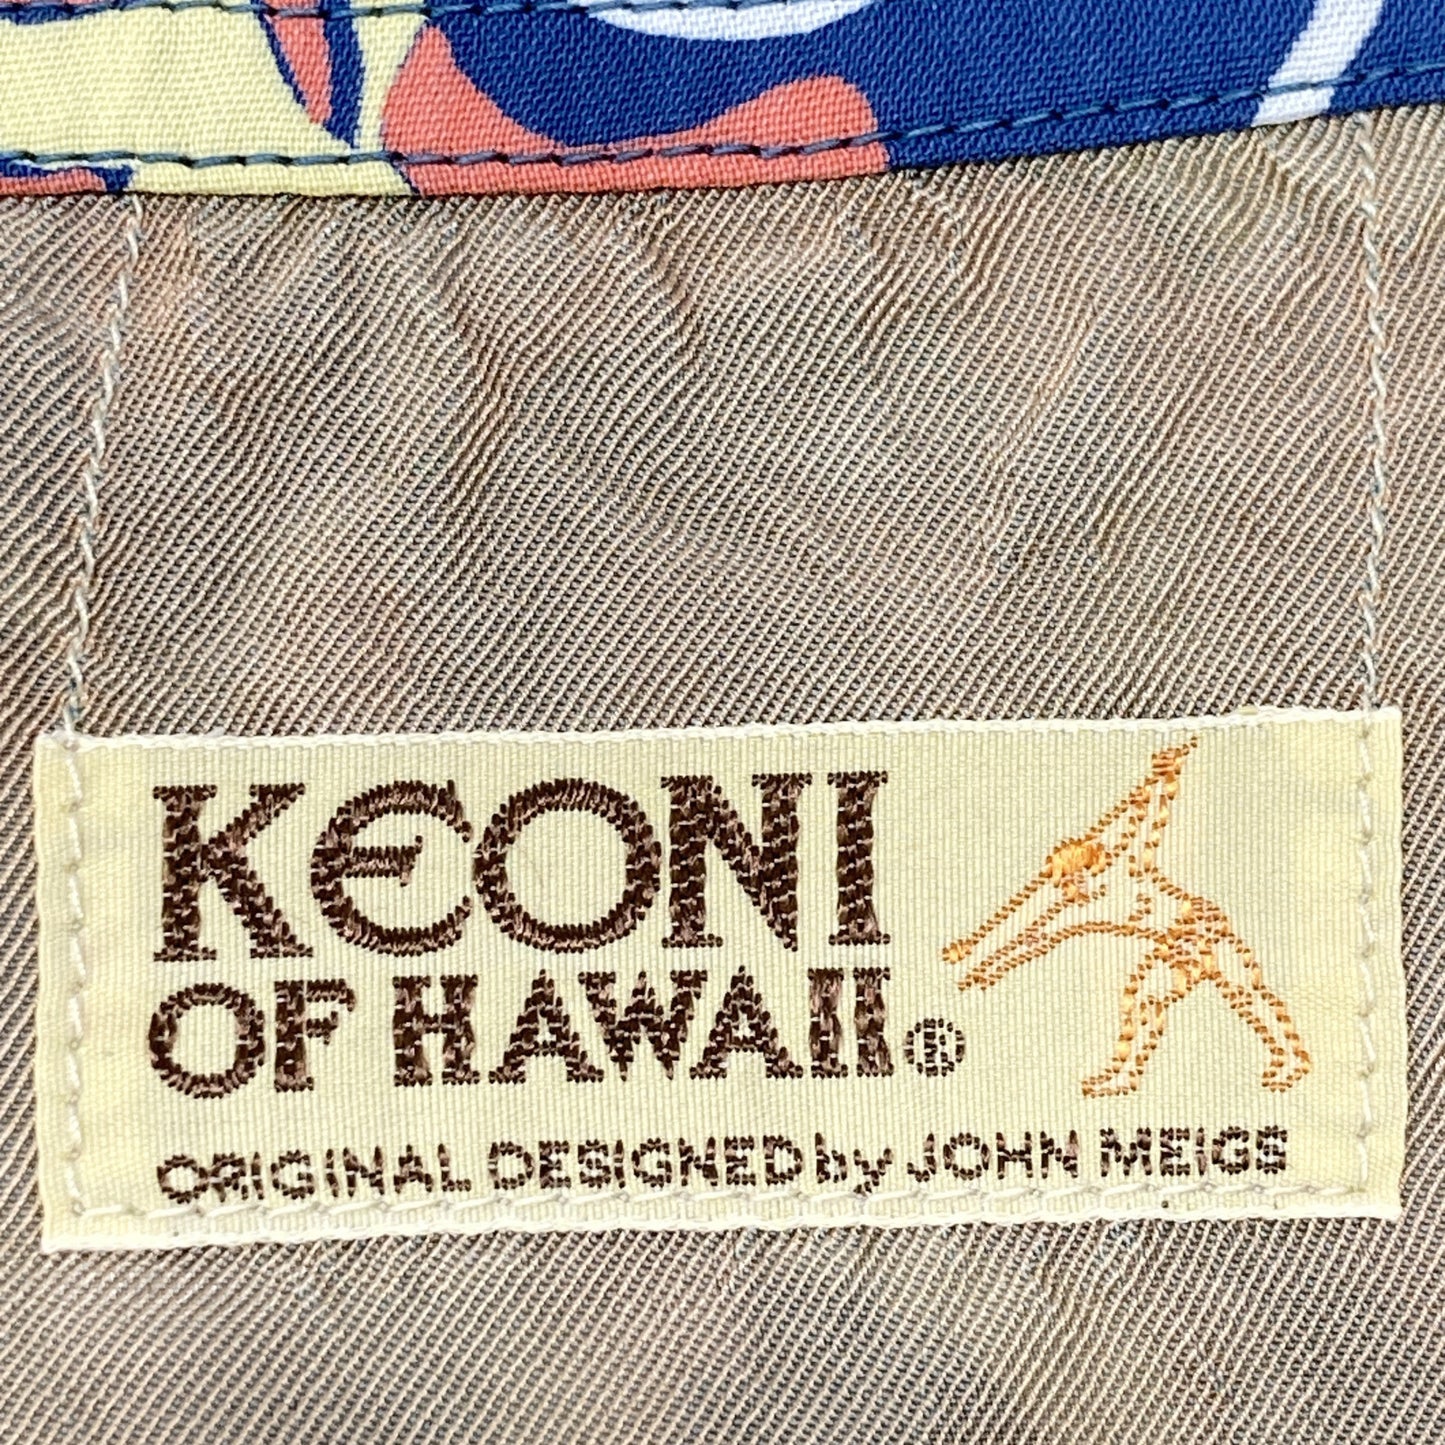 KEONI
OF HAWAII®
ORIGINAL DESIGNED by JOHN MEIGS